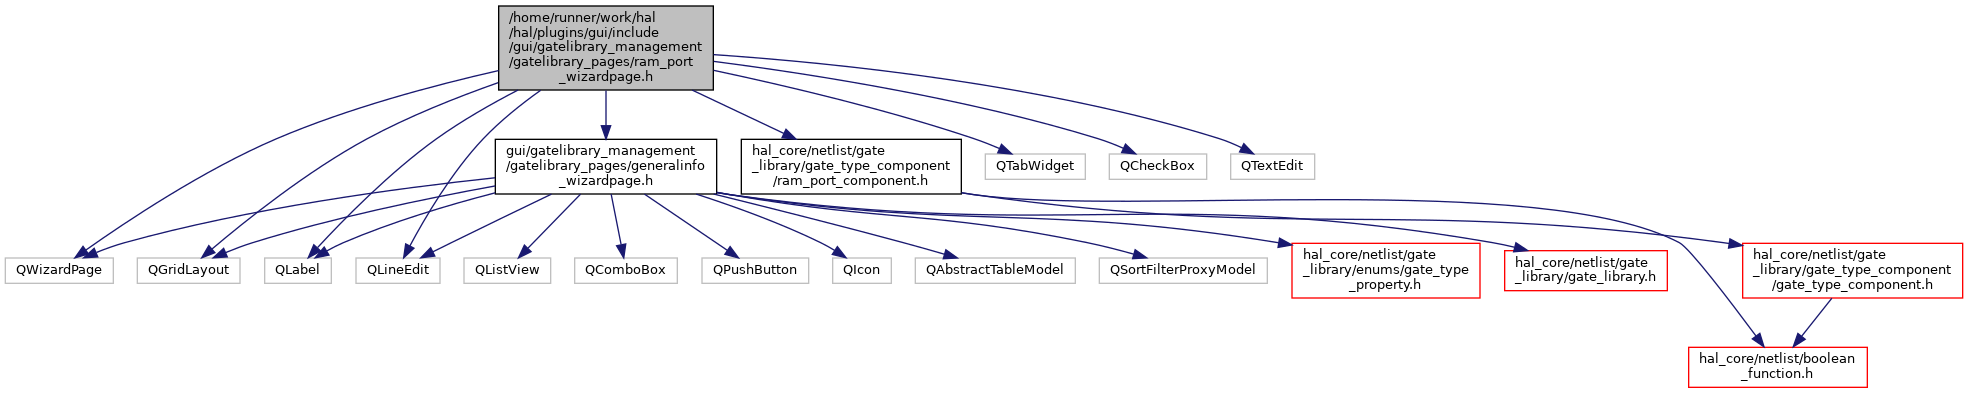 /home/runner/work/hal
/hal/plugins/gui/include
/gui/gatelibrary_management
/gatelibrary_pages/ram_port
_wizardpage.h
gui/gatelibrary_management
/gatelibrary_pages/generalinfo
_wizardpage.h
hal_core/netlist/gate
_library/gate_type_component
/ram_port_component.h
QTabWidget
QCheckBox
QTextEdit
QWizardPage
QGridLayout
QLabel
QLineEdit
QListView
QComboBox
QPushButton
QIcon
QAbstractTableModel
QSortFilterProxyModel
hal_core/netlist/gate
_library/enums/gate_type
_property.h
hal_core/netlist/gate
_library/gate_library.h
hal_core/netlist/gate
_library/gate_type_component
/gate_type_component.h
hal_core/netlist/boolean
_function.h